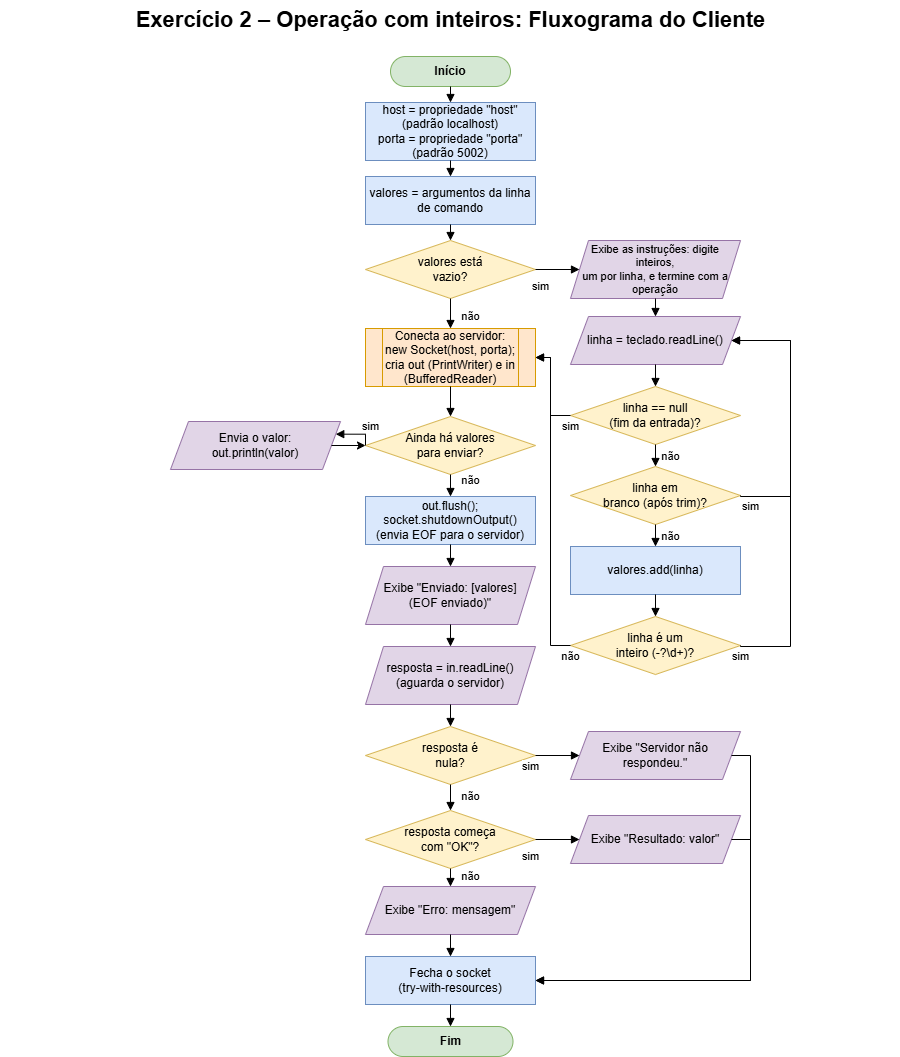 Exercício 2 – Operação com inteiros: Fluxograma do Cliente
Início
host = propriedade "host"
(padrão localhost)
porta = propriedade "porta"
(padrão 5002)
valores = argumentos da linha
de comando
valores está
vazio?
sim
não
Exibe as instruções: digite
inteiros,
um por linha, e termine com a
operação
linha = teclado.readLine()
linha == null
(fim da entrada)?
sim
não
linha em
branco (após trim)?
sim
não
valores.add(linha)
linha é um
inteiro (-?\d+)?
não
sim
Conecta ao servidor:
new Socket(host, porta);
cria out (PrintWriter) e in
(BufferedReader)
Ainda há valores
para enviar?
sim
não
Envia o valor:
out.println(valor)
out.flush();
socket.shutdownOutput()
(envia EOF para o servidor)
Exibe "Enviado: [valores]
(EOF enviado)"
resposta = in.readLine()
(aguarda o servidor)
resposta é
nula?
sim
não
Exibe "Servidor não
respondeu."
resposta começa
com "OK"?
sim
não
Exibe "Resultado: valor"
Exibe "Erro: mensagem"
Fecha o socket
(try-with-resources)
Fim